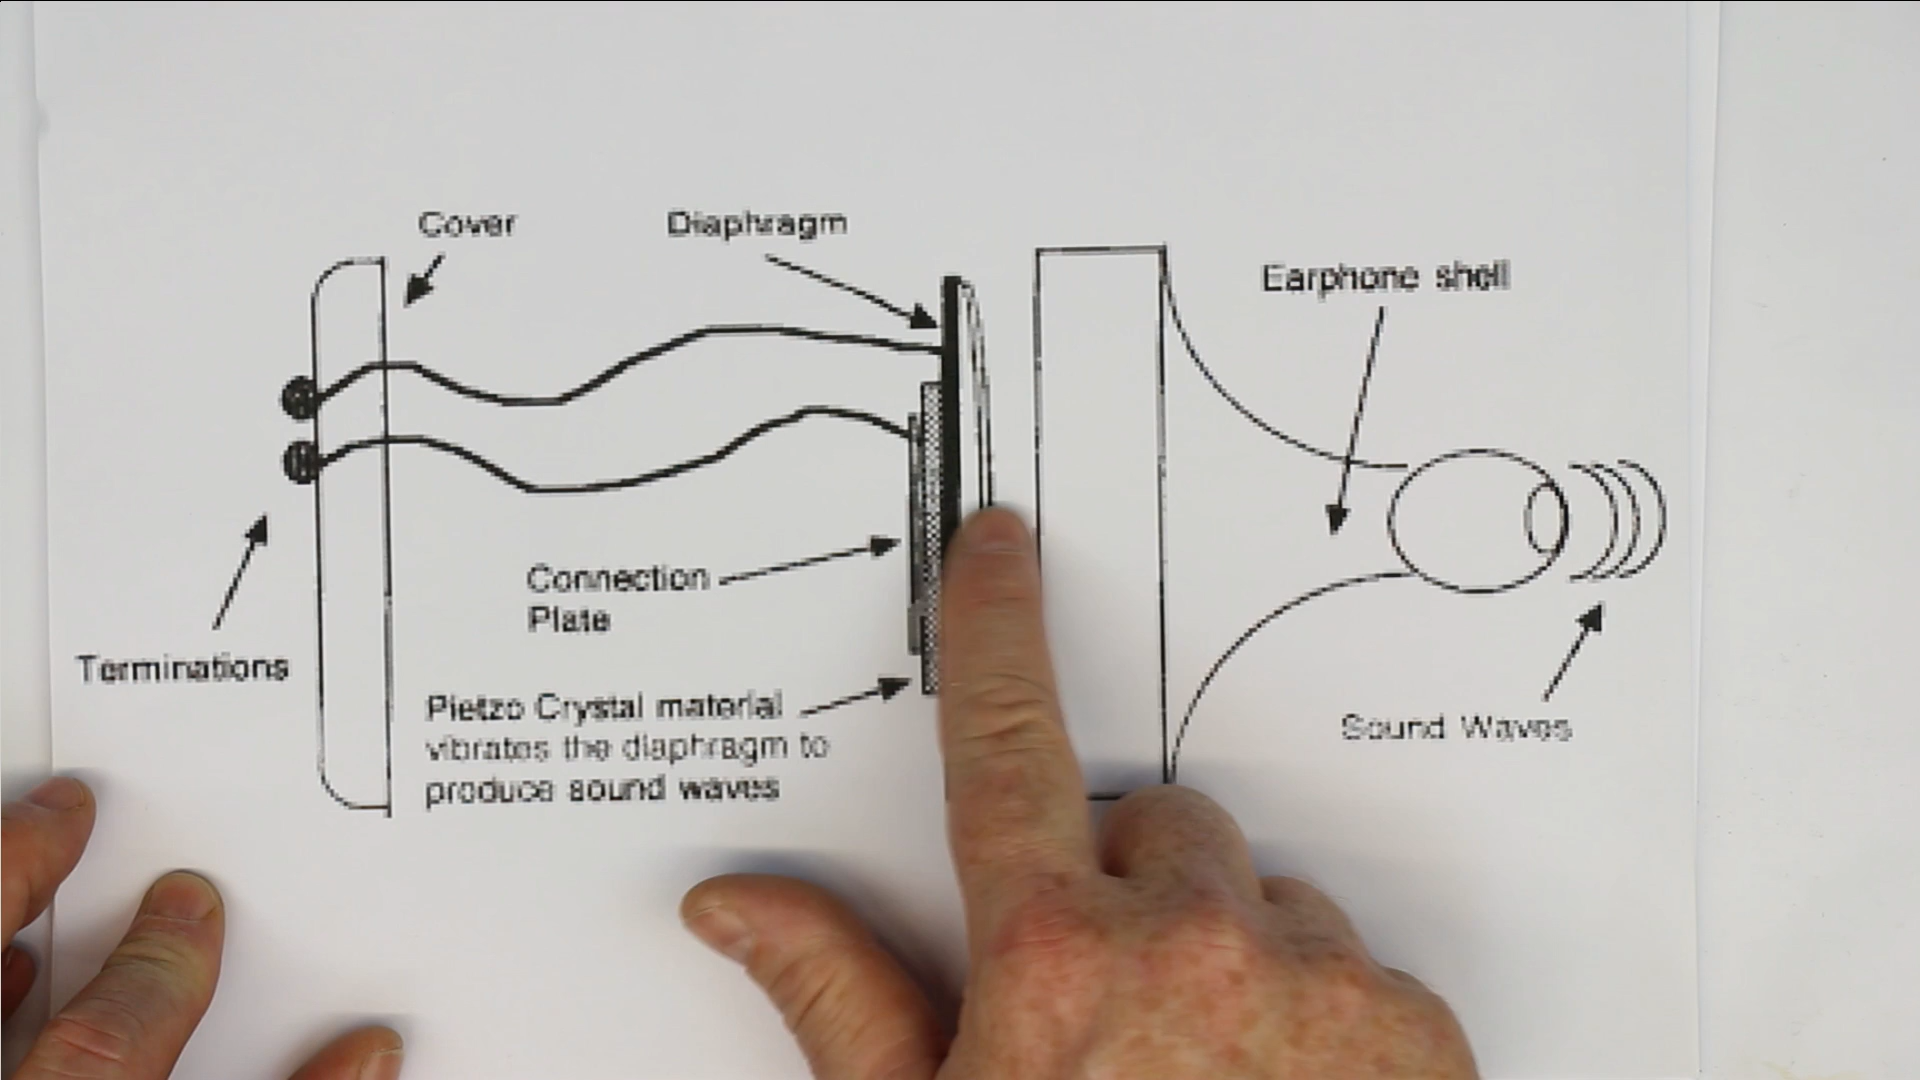 Cover
Diaphragm
Earphone shell
Connection
Plate
Terminations
Pietzo Crystal material
vibrates the diaphragm to
produce sound waves
Sound Waves